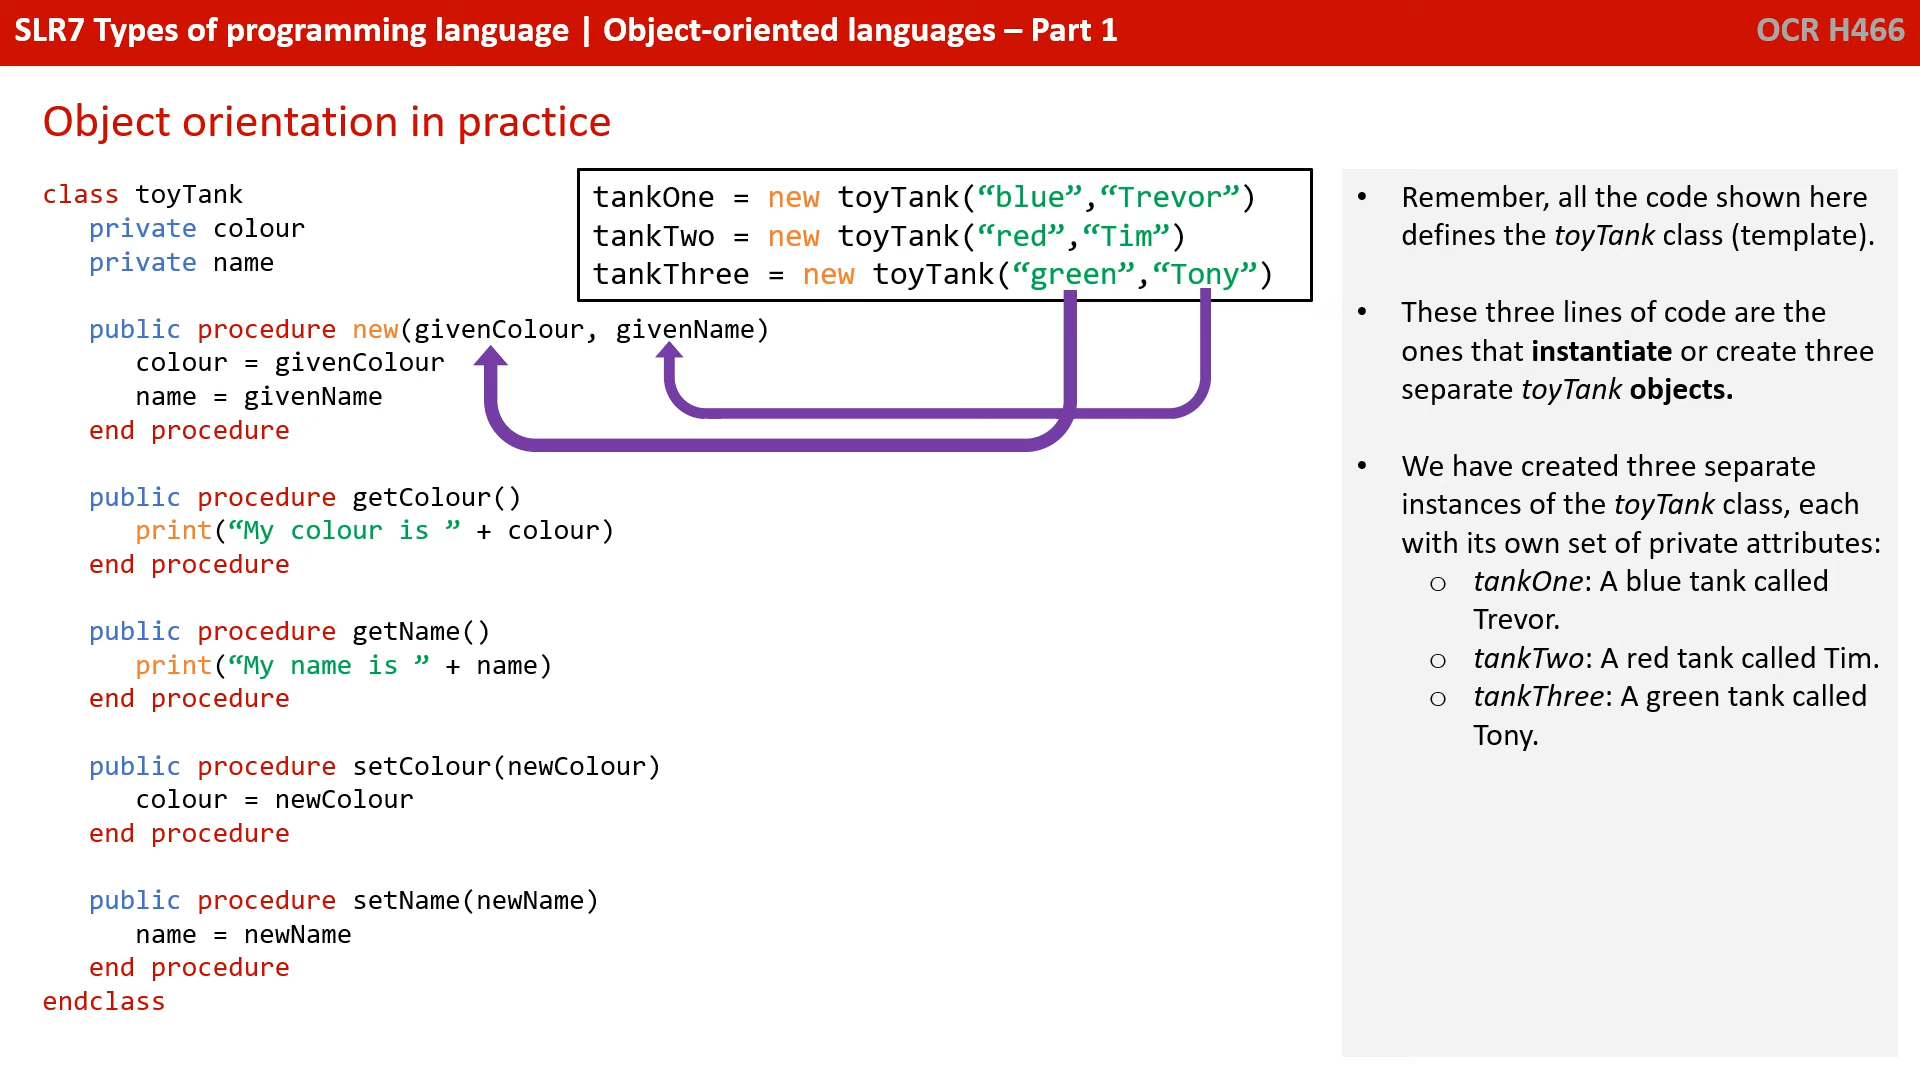 SLR7 Types of programming language | Object-oriented languages – Part 1
OCR H466
Object orientation in practice
class toyTank
   private colour
   private name
   public procedure new(givenColour, givenName)
      colour = givenColour
      name = givenName
   end procedure
   public procedure getColour()
      print(“My colour is ” + colour)
   end procedure
   public procedure getName()
      print(“My name is ” + name)
   end procedure
   public procedure setColour(newColour)
      colour = newColour
   end procedure
   public procedure setName(newName)
      name = newName
   end procedure
endclass
tankOne = new toyTank(“blue”,“Trevor”)
tankTwo = new toyTank(“red”,“Tim”)
tankThree = new toyTank(“green”,“Tony”)
• Remember, all the code shown here
defines the toyTank class (template).
• These three lines of code are the
ones that instantiate or create three
separate toyTank objects.
• We have created three separate
instances of the toyTank class, each
with its own set of private attributes:
o tankOne: A blue tank called
Trevor.
o tankTwo: A red tank called Tim.
o tankThree: A green tank called
Tony.